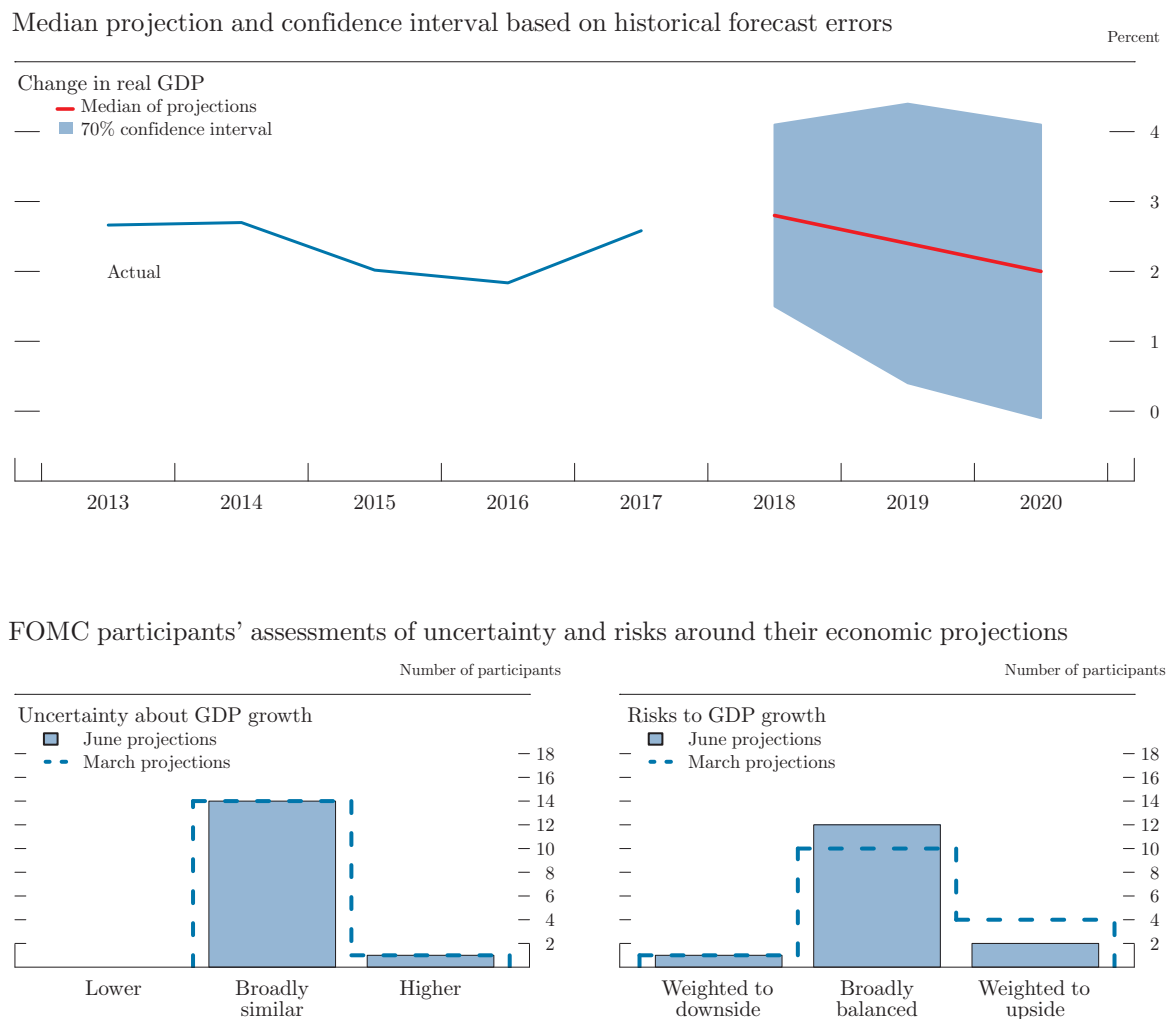 Median projection and confidence interval based on historical forecast errors
Percent
Change in real GDP
Median of projections
70% confidence interval
Actual
4
3
2
1
0
2013 2014 2015 2016 2017 2018 2019 2020
FOMC participants’ assessments of uncertainty and risks around their economic projections
Number of participants
Uncertainty about GDP growth
June projections
March projections
18
16
14
12
10
8
6
4
2
Lower Broadly similar Higher
Number of participants
Risks to GDP growth
June projections
March projections
18
16
14
12
10
8
6
4
2
Weighted to downside Broadly balanced Weighted to upside